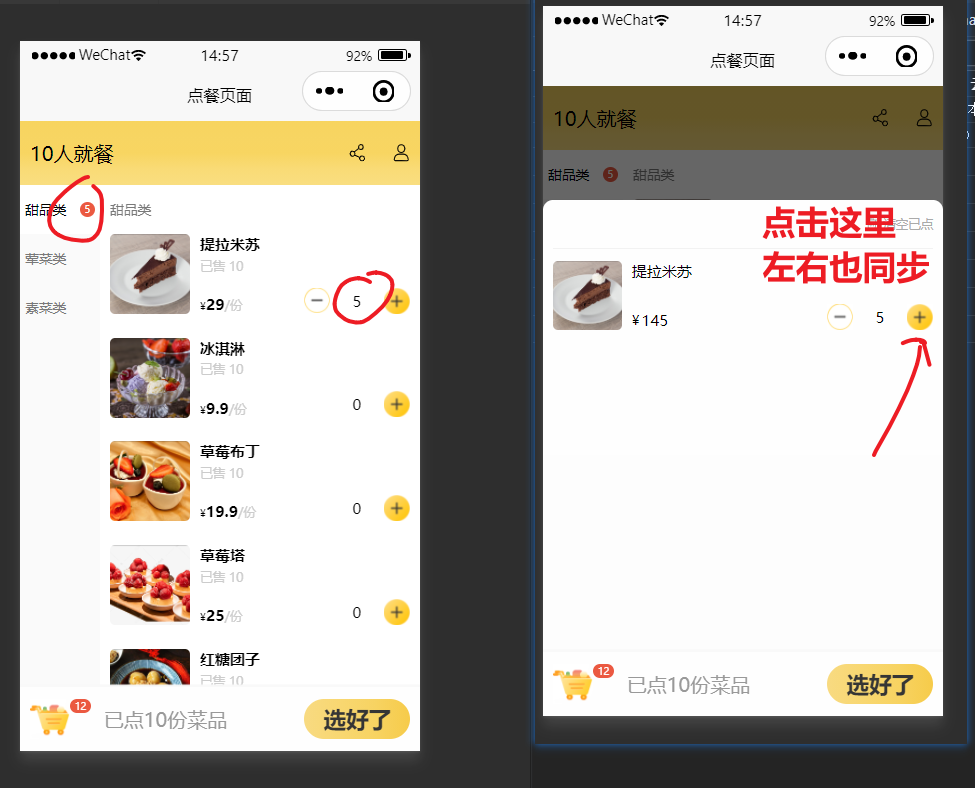 WeChat 14:57 92%
点餐页面
10人就餐
甜品类 5 甜品类
荤菜类
素菜类
提拉米苏
已售 10
¥29/份 5
冰淇淋
已售 10
¥9.9/份 0
草莓布丁
已售 10
¥19.9/份 0
草莓塔
已售 10
¥25/份 0
红糖团子
已售 10
12 已点10份菜品 选好了
WeChat 14:57 92%
点餐页面
10人就餐
甜品类 5 甜品类
点击这里
空已点
左右也同步
提拉米苏
¥145 5
12 已点10份菜品 选好了